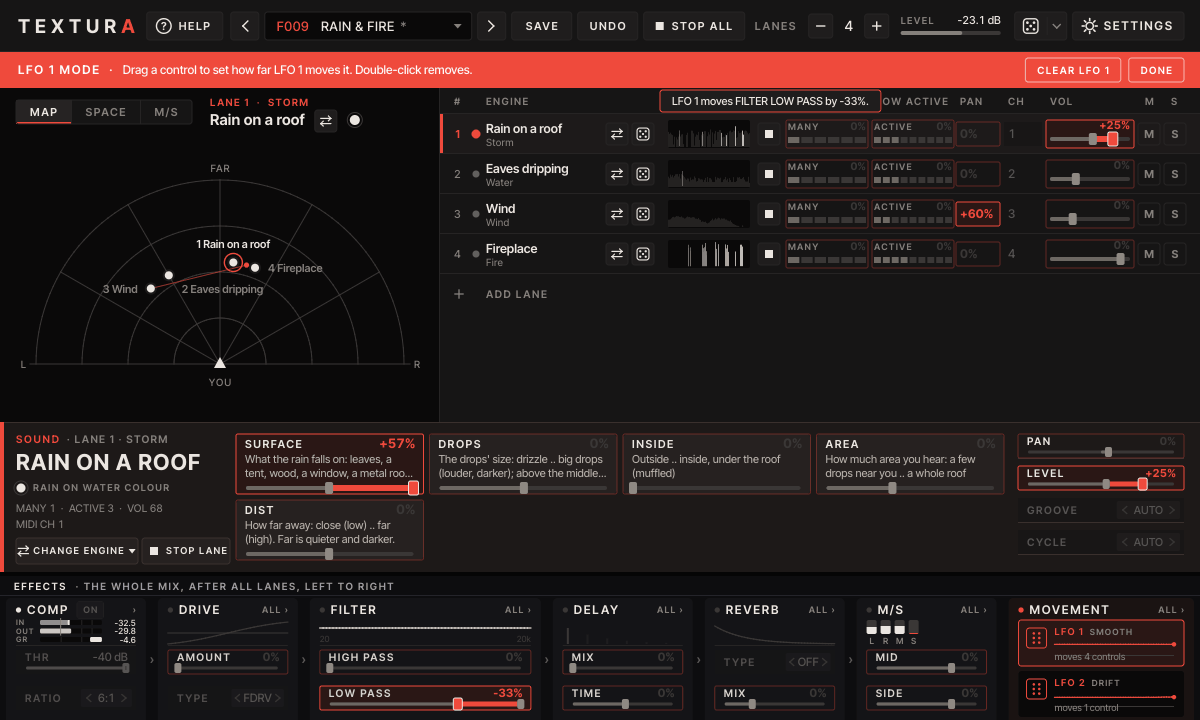 TEXTURA
HELP
F009 RAIN & FIRE *
SAVE
UNDO
STOP ALL
LANES
4
LEVEL -23.1 dB
SETTINGS
LFO 1 MODE · Drag a control to set how far LFO 1 moves it. Double-click removes.
CLEAR LFO 1
DONE
MAP
SPACE
M/S
LANE 1 · STORM
Rain on a roof
FAR
1 Rain on a roof
4 Fireplace
3 Wind
2 Eaves dripping
L
R
YOU
# ENGINE
LFO 1 moves FILTER LOW PASS by -33%.
OW ACTIVE PAN CH VOL M S
1 Rain on a roof
Storm
MANY 0% ACTIVE 0% 0% 1 +25% M S
2 Eaves dripping
Water
MANY 0% ACTIVE 0% 0% 2 0% M S
3 Wind
Wind
MANY 0% ACTIVE 0% +60% 3 0% M S
4 Fireplace
Fire
MANY 0% ACTIVE 0% 0% 4 0% M S
+ ADD LANE
SOUND · LANE 1 · STORM
RAIN ON A ROOF
RAIN ON WATER COLOUR
MANY 1 · ACTIVE 3 · VOL 68
MIDI CH 1
CHANGE ENGINE
STOP LANE
SURFACE +57%
What the rain falls on: leaves, a
tent, wood, a window, a metal roo...
DROPS 0%
The drops' size: drizzle .. big drops
(louder, darker); above the middle...
INSIDE 0%
Outside .. inside, under the roof
(muffled)
AREA 0%
How much area you hear: a few
drops near you .. a whole roof
DIST 0%
How far away: close (low) .. far
(high). Far is quieter and darker.
PAN 0%
LEVEL +25%
GROOVE < AUTO >
CYCLE < AUTO >
EFFECTS · THE WHOLE MIX, AFTER ALL LANES, LEFT TO RIGHT
COMP ON ›
IN -32.5
OUT -29.8
GR -4.6
THR -40 dB
RATIO < 6:1 >
DRIVE ALL ›
AMOUNT 0%
TYPE < FDRV >
FILTER ALL ›
20 20k
HIGH PASS 0%
LOW PASS -33%
DELAY ALL ›
MIX 0%
TIME 0%
REVERB ALL ›
TYPE < OFF >
MIX 0%
M/S ALL ›
L R M S
MID 0%
SIDE 0%
MOVEMENT ALL ›
LFO 1 SMOOTH
moves 4 controls
LFO 2 DRIFT
moves 1 control